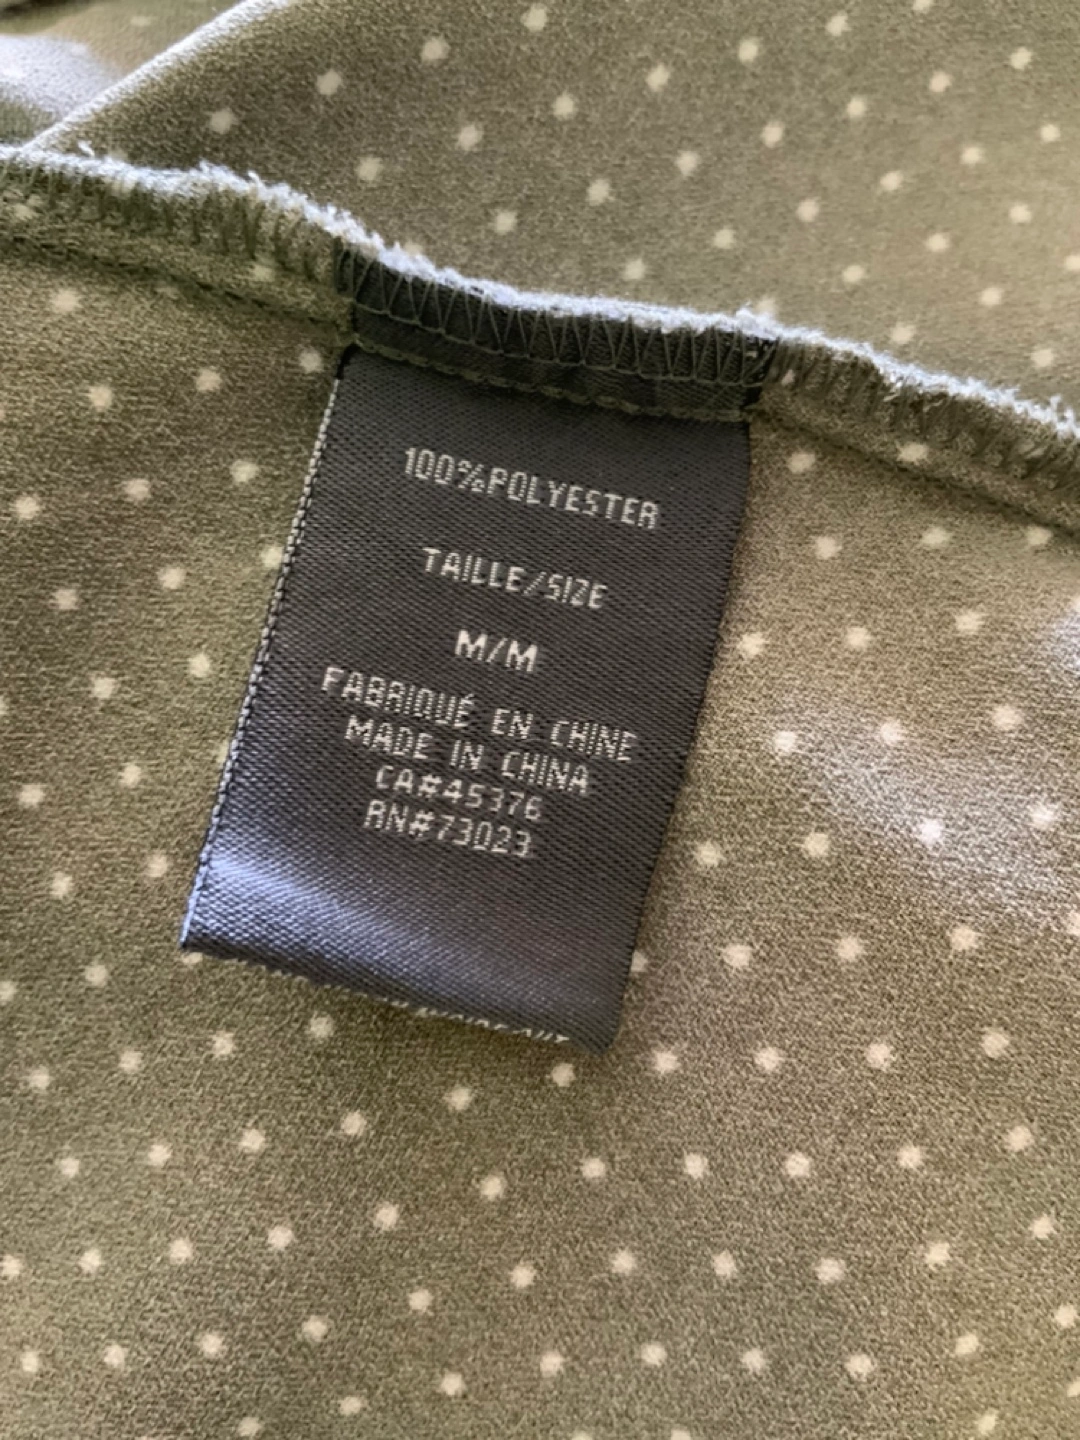 100%POLYESTER
TAILLE/SIZE
M/M
FABRIQUÉ EN CHINE
MADE IN CHINA
CA#45376
RN#73023